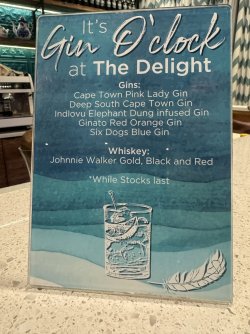 It's
Gin O'clock
at The Delight
Gins:
Cape Town Pink Lady Gin
Deep South Cape Town Gin
Indlovu Elephant Dung infused Gin
Ginato Red Orange Gin
Six Dogs Blue Gin
Whiskey:
Johnnie Walker Gold, Black and Red
*While Stocks last